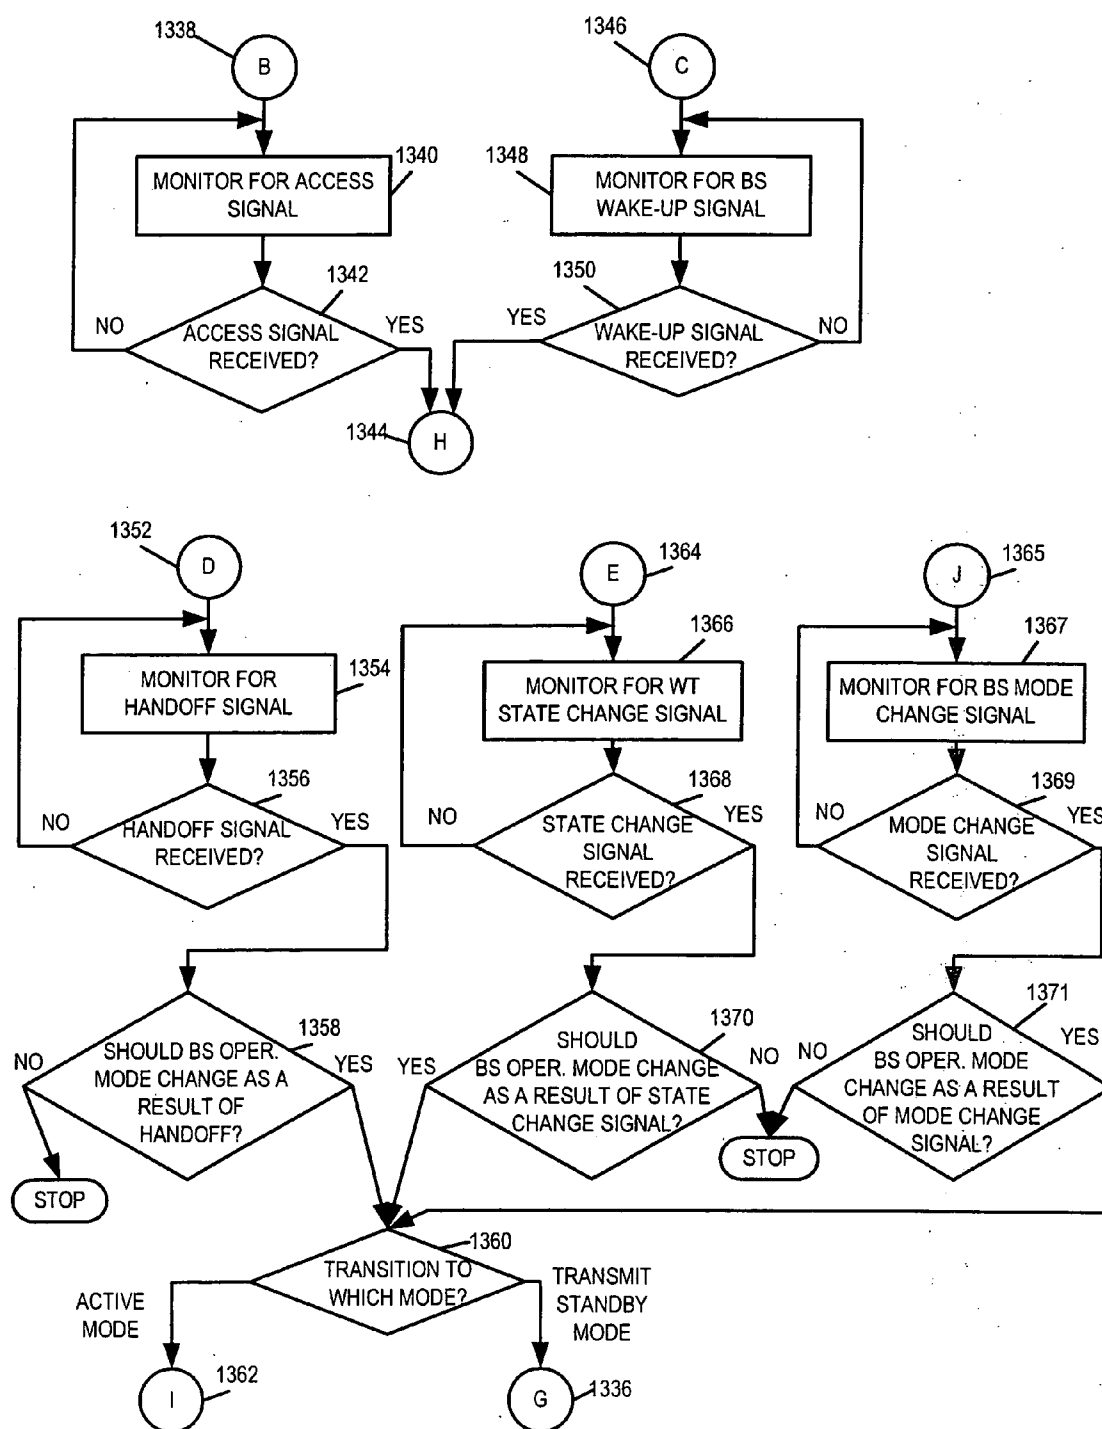 1338
B
1346
C
MONITOR FOR ACCESS
SIGNAL
1340
1348
MONITOR FOR BS
WAKE-UP SIGNAL
1342
NO
ACCESS SIGNAL
RECEIVED?
YES
1350
YES
WAKE-UP SIGNAL
RECEIVED?
NO
1344
H
1352
D
E
1364
J
1365
MONITOR FOR
HANDOFF SIGNAL
1354
1366
MONITOR FOR WT
STATE CHANGE SIGNAL
1367
MONITOR FOR BS MODE
CHANGE SIGNAL
1356
NO
HANDOFF SIGNAL
RECEIVED?
YES
1368
NO
STATE CHANGE
SIGNAL
RECEIVED?
YES
1369
NO
MODE CHANGE
SIGNAL
RECEIVED?
YES
1358
NO
SHOULD BS OPER.
MODE CHANGE AS A
RESULT OF
HANDOFF?
YES
STOP
1370
YES
SHOULD
BS OPER. MODE CHANGE
AS A RESULT OF STATE
CHANGE SIGNAL?
NO
STOP
1371
NO
SHOULD
BS OPER. MODE
CHANGE AS A RESULT
OF MODE CHANGE
SIGNAL?
YES
1360
TRANSITION TO
WHICH MODE?
ACTIVE
MODE
TRANSMIT
STANDBY
MODE
I
1362
G
1336